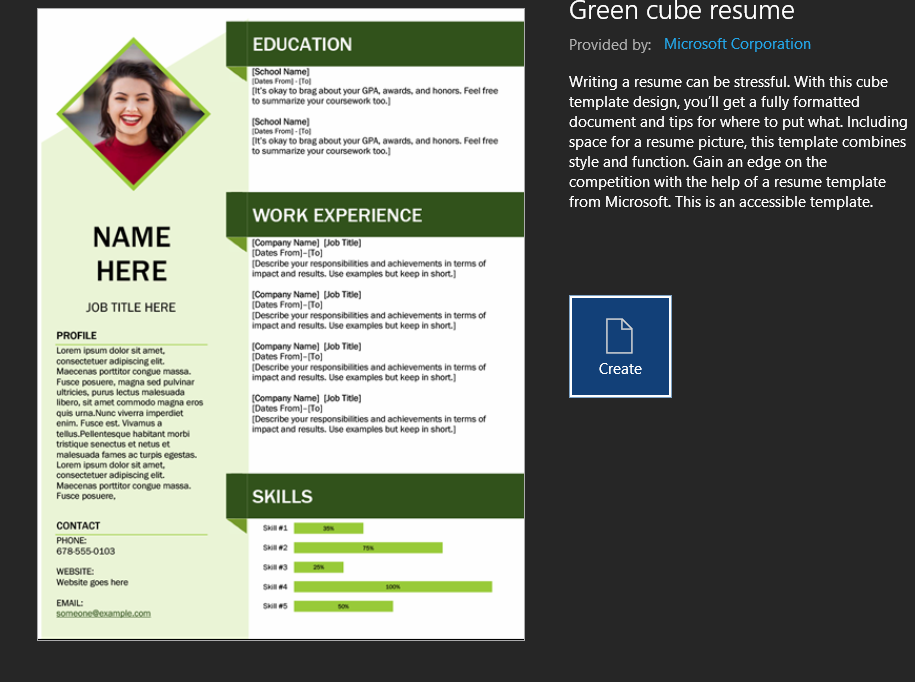 Green cube resume
Provided by: Microsoft Corporation
Writing a resume can be stressful. With this cube
template design, you'll get a fully formatted
document and tips for where to put what. Including
space for a resume picture, this template combines
style and function. Gain an edge on the
competition with the help of a resume template
from Microsoft. This is an accessible template.
Create
NAME
HERE
JOB TITLE HERE
PROFILE
Lorem ipsum dolor sit amet,
consectetuer adipiscing elit.
Maecenas porttitor congue massa.
Fusce posuere, magna sed pulvinar
ultricies, purus lectus malesuada
libero, sit amet commodo magna eros
quis urna.Nunc viverra imperdiet
enim. Fusce est. Vivamus a
tellus.Pellentesque habitant morbi
tristique senectus et netus et
malesuada fames ac turpis egestas.
Lorem ipsum dolor sit amet,
consectetuer adipiscing elit.
Maecenas porttitor congue massa.
Fusce posuere,
CONTACT
PHONE:
678-555-0103
WEBSITE:
Website goes here
EMAIL:
someone@example.com
EDUCATION
[School Name]
[Dates From] - [To]
[It's okay to brag about your GPA, awards, and honors. Feel free
to summarize your coursework too.]
[School Name]
[Dates From] - [To]
[It's okay to brag about your GPA, awards, and honors. Feel free
to summarize your coursework too.]
WORK EXPERIENCE
[Company Name] [Job Title]
[Dates From]–[To]
[Describe your responsibilities and achievements in terms of
impact and results. Use examples but keep in short.]
[Company Name] [Job Title]
[Dates From]–[To]
[Describe your responsibilities and achievements in terms of
impact and results. Use examples but keep in short.]
[Company Name] [Job Title]
[Dates From]–[To]
[Describe your responsibilities and achievements in terms of
impact and results. Use examples but keep in short.]
[Company Name] [Job Title]
[Dates From]–[To]
[Describe your responsibilities and achievements in terms of
impact and results. Use examples but keep in short.]
SKILLS
Skill #1 35%
Skill #2 75%
Skill #3 25%
Skill #4 100%
Skill #5 50%